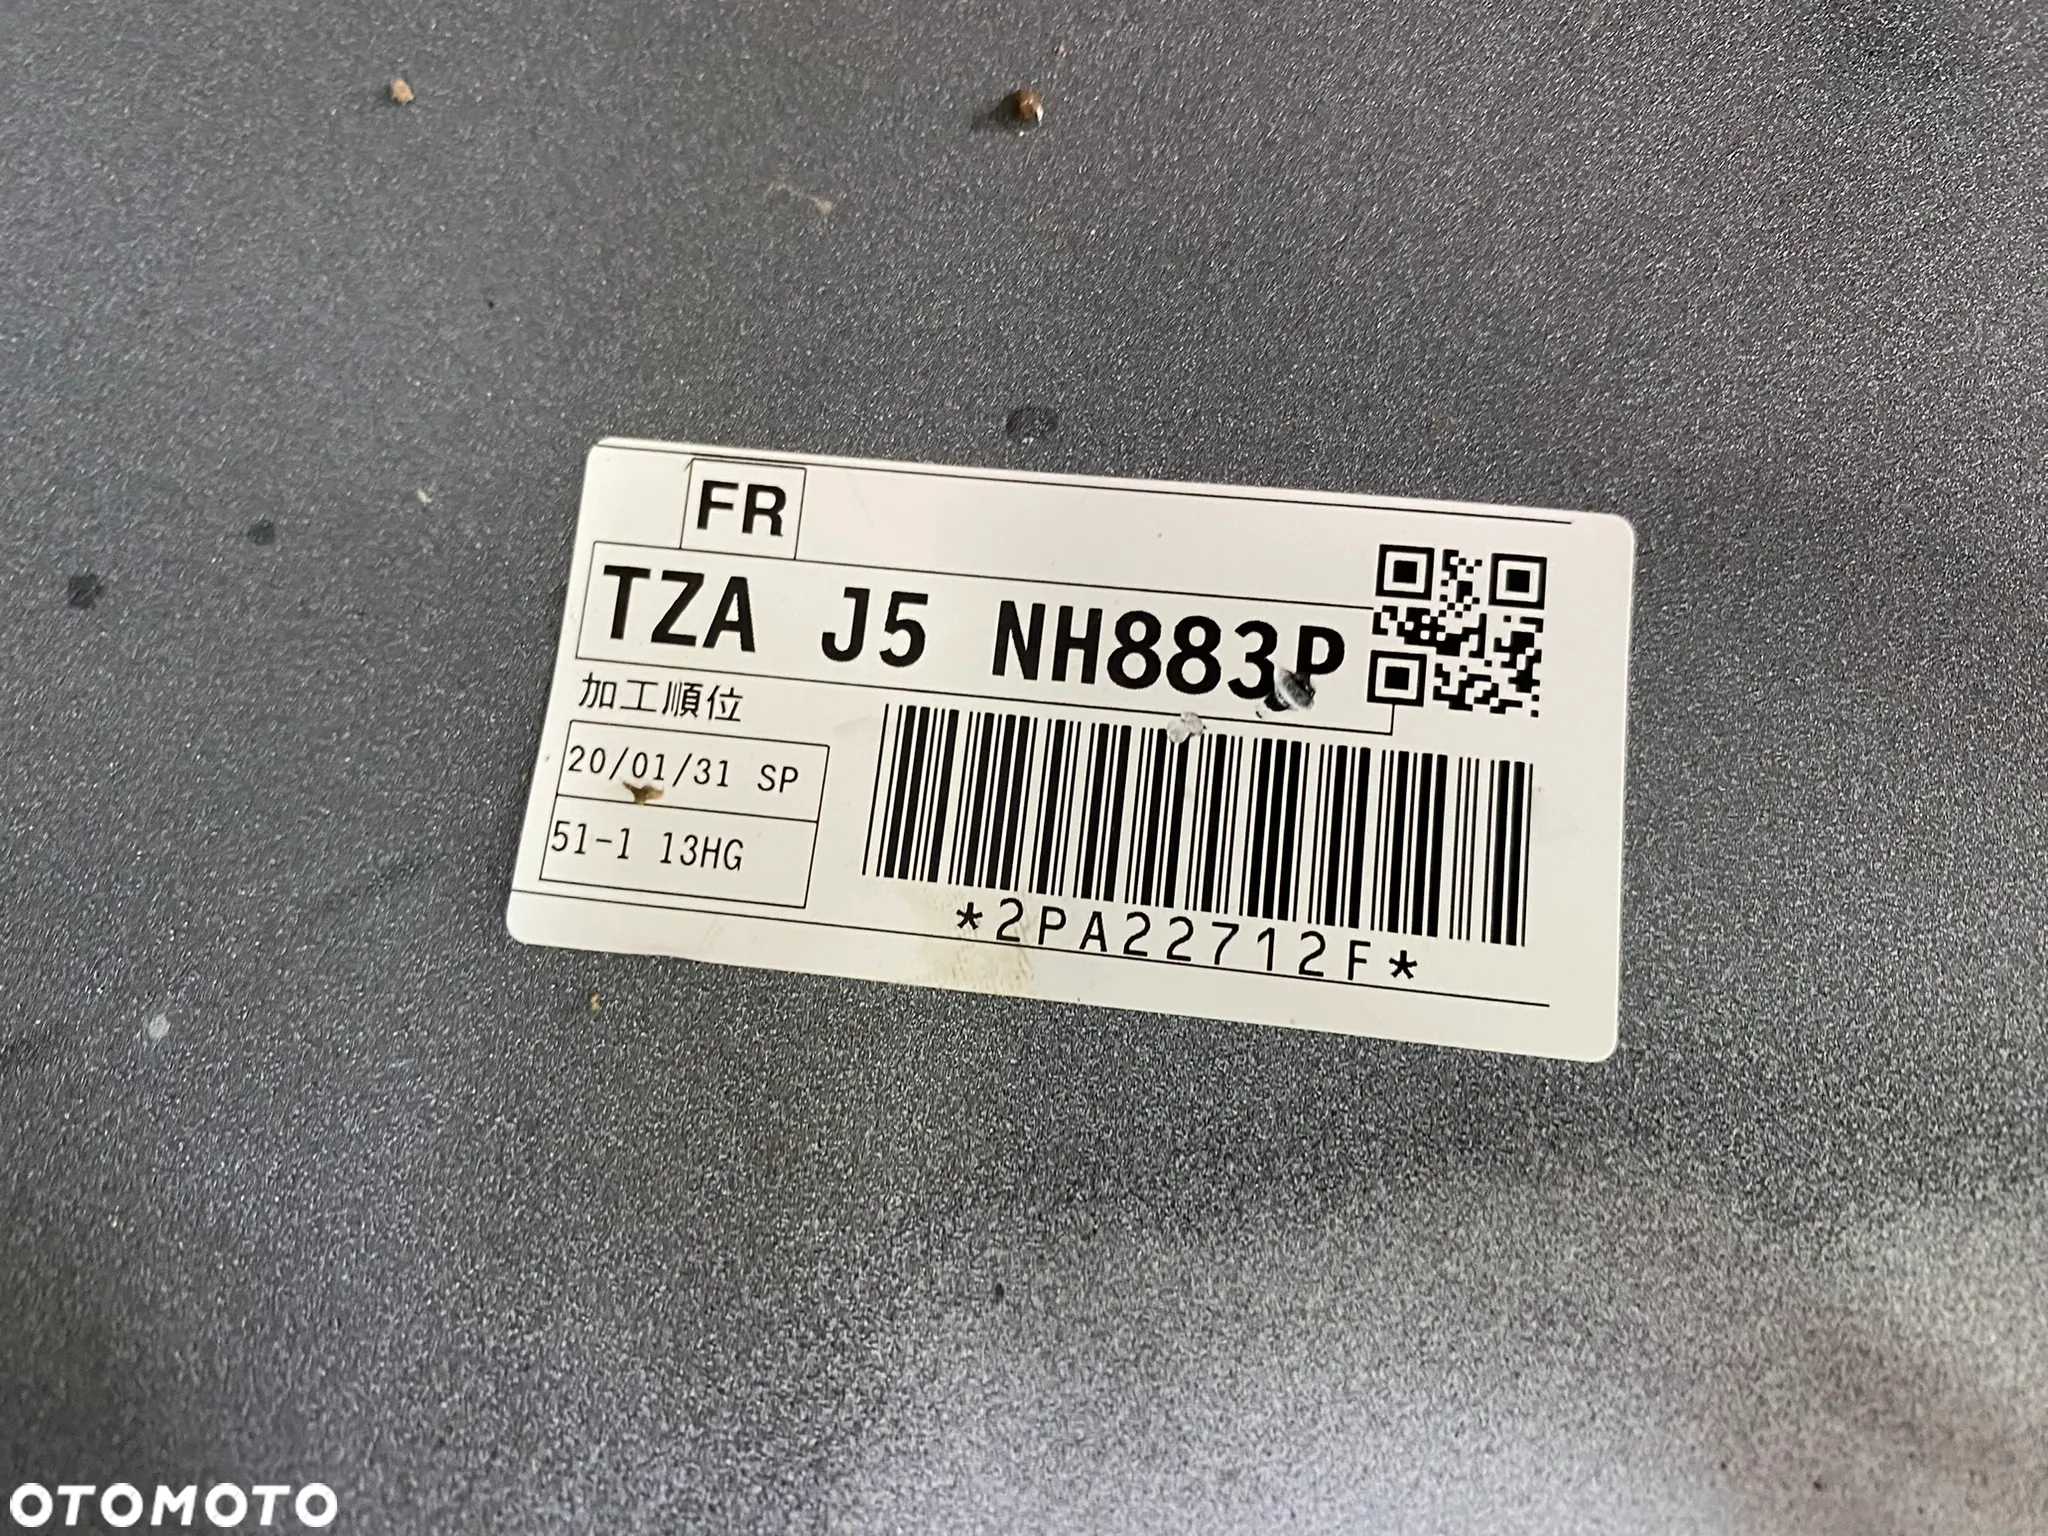 FR
TZA J5 NH883P
加工順位
20/01/31 SP
51-1 13HG
*2PA22712F*
OTOMOTO